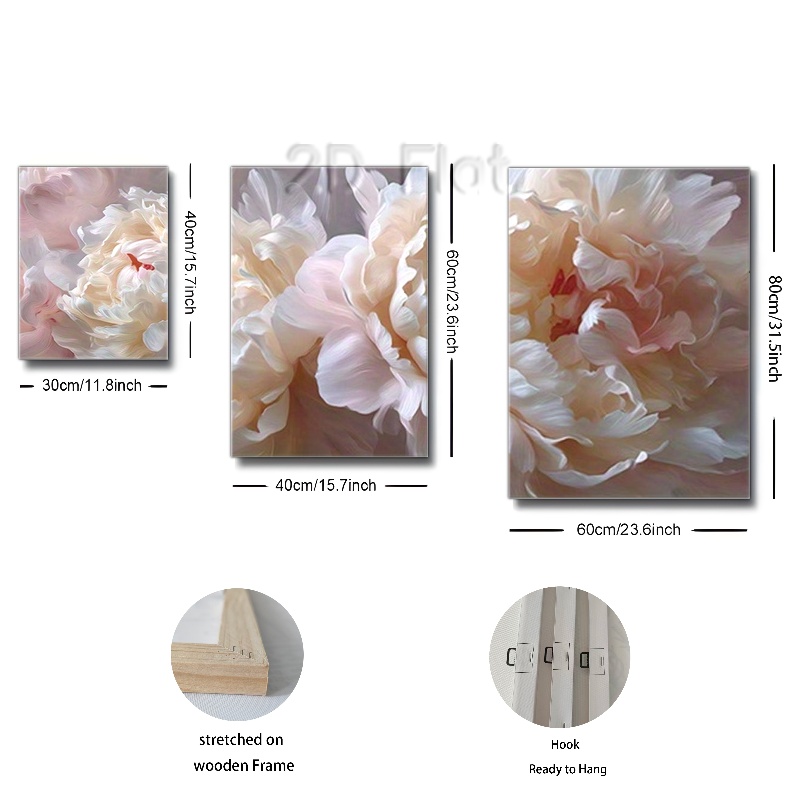 2D Flat
40cm/15.7inch
30cm/11.8inch
60cm/23.6inch
40cm/15.7inch
80cm/31.5inch
60cm/23.6inch
stretched on
wooden Frame
Hook
Ready to Hang